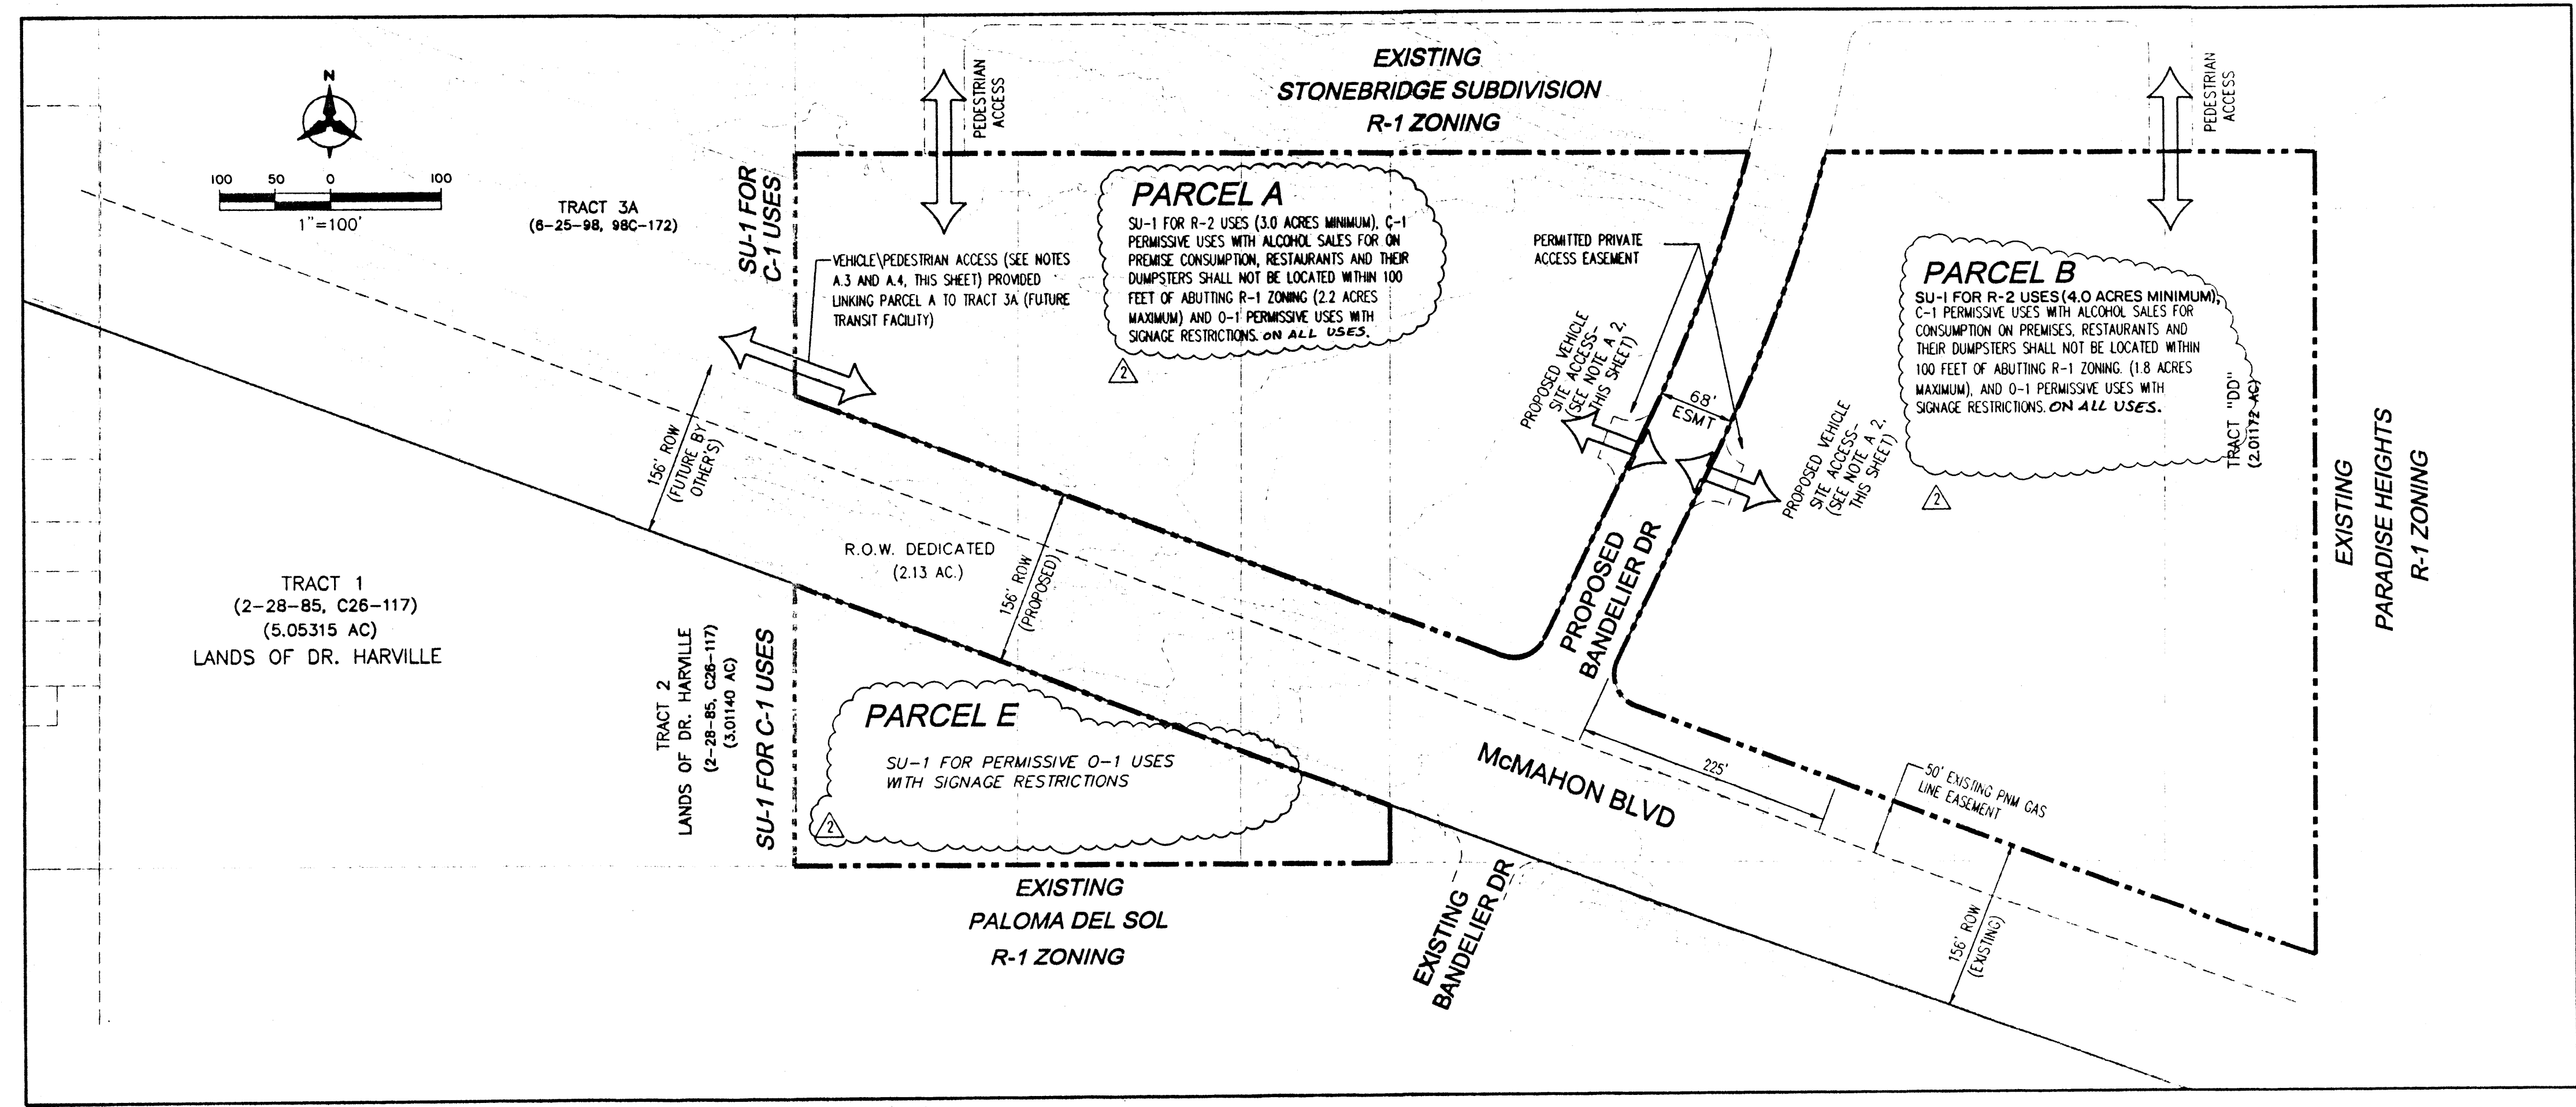 N
100 50 0 100
1"=100'
TRACT 3A
(6-25-98, 98C-172)
SU-1 FOR
C-1 USES
PEDESTRIAN
ACCESS
EXISTING
STONEBRIDGE SUBDIVISION
R-1 ZONING
PEDESTRIAN
ACCESS
VEHICLE\PEDESTRIAN ACCESS (SEE NOTES
A.3 AND A.4, THIS SHEET) PROVIDED
LINKING PARCEL A TO TRACT 3A (FUTURE
TRANSIT FACILITY)
PARCEL A
SU-1 FOR R-2 USES (3.0 ACRES MINIMUM), C-1
PERMISSIVE USES WITH ALCOHOL SALES FOR ON
PREMISE CONSUMPTION, RESTAURANTS AND THEIR
DUMPSTERS SHALL NOT BE LOCATED WITHIN 100
FEET OF ABUTTING R-1 ZONING (2.2 ACRES
MAXIMUM) AND O-1 PERMISSIVE USES WITH
SIGNAGE RESTRICTIONS. ON ALL USES.
2
PERMITTED PRIVATE
ACCESS EASEMENT
PROPOSED VEHICLE
SITE ACCESS-
(SEE NOTE A 2,
THIS SHEET)
68'
ESMT
PROPOSED VEHICLE
SITE ACCESS-
(SEE NOTE A 2,
THIS SHEET)
PARCEL B
SU-1 FOR R-2 USES (4.0 ACRES MINIMUM),
C-1 PERMISSIVE USES WITH ALCOHOL SALES FOR
CONSUMPTION ON PREMISES, RESTAURANTS AND
THEIR DUMPSTERS SHALL NOT BE LOCATED WITHIN
100 FEET OF ABUTTING R-1 ZONING. (1.8 ACRES
MAXIMUM), AND O-1 PERMISSIVE USES WITH
SIGNAGE RESTRICTIONS. ON ALL USES.
2
TRACT "DD"
(2.01172 AC)
EXISTING
PARADISE HEIGHTS
R-1 ZONING
156' ROW
(FUTURE BY
OTHER'S)
R.O.W. DEDICATED
(2.13 AC.)
156' ROW
(PROPOSED)
PROPOSED
BANDELIER DR
TRACT 1
(2-28-85, C26-117)
(5.05315 AC)
LANDS OF DR. HARVILLE
TRACT 2
LANDS OF DR. HARVILLE
(2-28-85, C26-117)
(3.01140 AC)
SU-1 FOR C-1 USES
PARCEL E
SU-1 FOR PERMISSIVE O-1 USES
WITH SIGNAGE RESTRICTIONS
2
McMAHON BLVD
225'
50' EXISTING PNM GAS
LINE EASEMENT
EXISTING
PALOMA DEL SOL
R-1 ZONING
EXISTING
BANDELIER DR
156' ROW
(EXISTING)